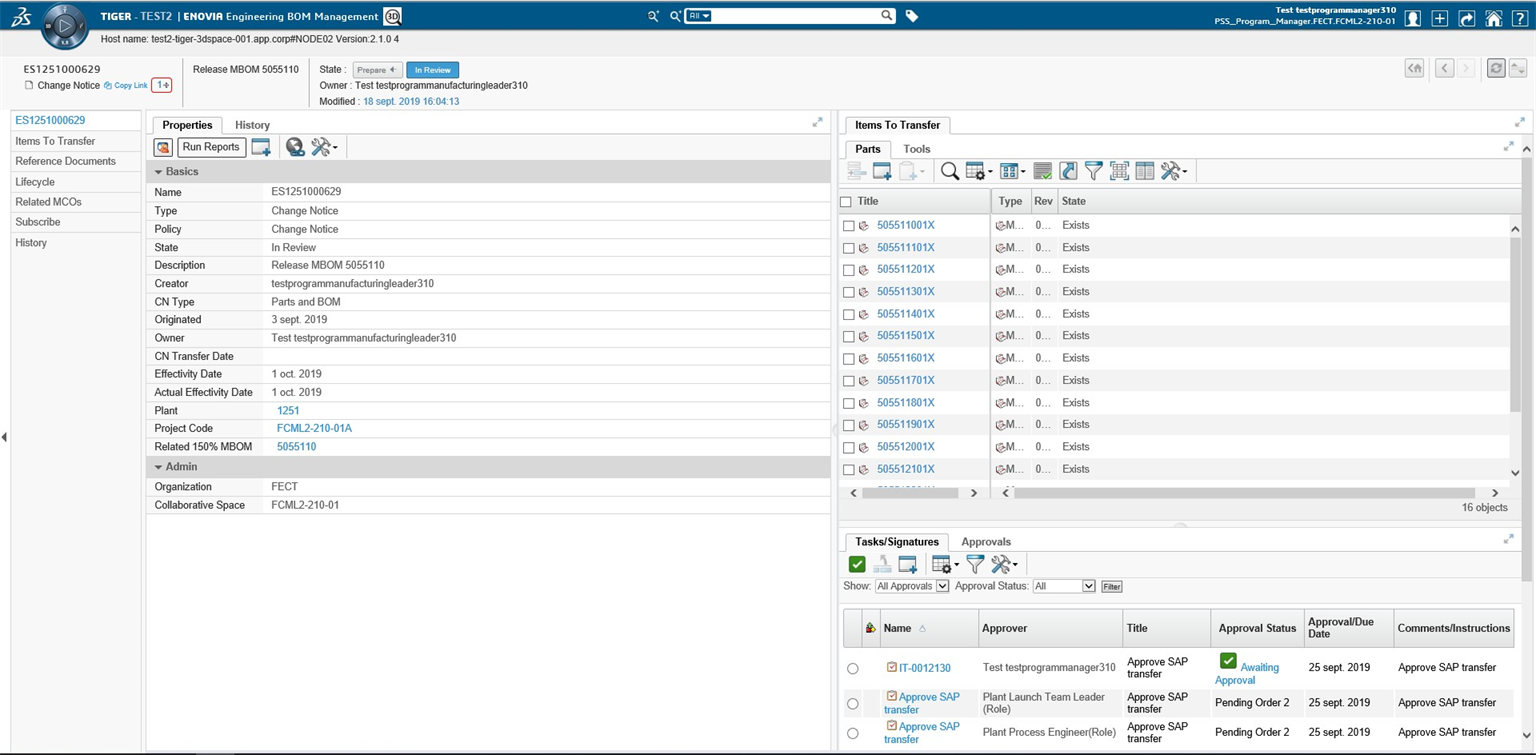 TIGER - TEST2 | ENOVIA Engineering BOM Management 3D
All
Test testprogrammanager310
PSS_Program_Manager.FECT.FCML2-210-01
Host name: test2-tiger-3dspace-001.app.corp#NODE02 Version:2.1.0 4
ES1251000629
Change Notice Copy Link 1
Release MBOM 5055110
State : Prepare In Review
Owner : Test testprogrammanufacturingleader310
Modified : 18 sept. 2019 16:04:13
ES1251000629
Items To Transfer
Reference Documents
Lifecycle
Related MCOs
Subscribe
History
Properties History
Run Reports
Basics
Name ES1251000629
Type Change Notice
Policy Change Notice
State In Review
Description Release MBOM 5055110
Creator testprogrammanufacturingleader310
CN Type Parts and BOM
Originated 3 sept. 2019
Owner Test testprogrammanufacturingleader310
CN Transfer Date
Effectivity Date 1 oct. 2019
Actual Effectivity Date 1 oct. 2019
Plant 1251
Project Code FCML2-210-01A
Related 150% MBOM 5055110
Admin
Organization FECT
Collaborative Space FCML2-210-01
Items To Transfer
Parts Tools
Title Type Rev State
505511001X M... 0... Exists
505511101X M... 0... Exists
505511201X M... 0... Exists
505511301X M... 0... Exists
505511401X M... 0... Exists
505511501X M... 0... Exists
505511601X M... 0... Exists
505511701X M... 0... Exists
505511801X M... 0... Exists
505511901X M... 0... Exists
505512001X M... 0... Exists
505512101X M... 0... Exists
16 objects
Tasks/Signatures Approvals
Show: All Approvals Approval Status: All Filter
Name Approver Title Approval Status Approval/Due Date Comments/Instructions
IT-0012130 Test testprogrammanager310 Approve SAP transfer Awaiting Approval 25 sept. 2019 Approve SAP transfer
Approve SAP transfer Plant Launch Team Leader (Role) Approve SAP transfer Pending Order 2 25 sept. 2019 Approve SAP transfer
Approve SAP transfer Plant Process Engineer(Role) Approve SAP transfer Pending Order 2 25 sept. 2019 Approve SAP transfer